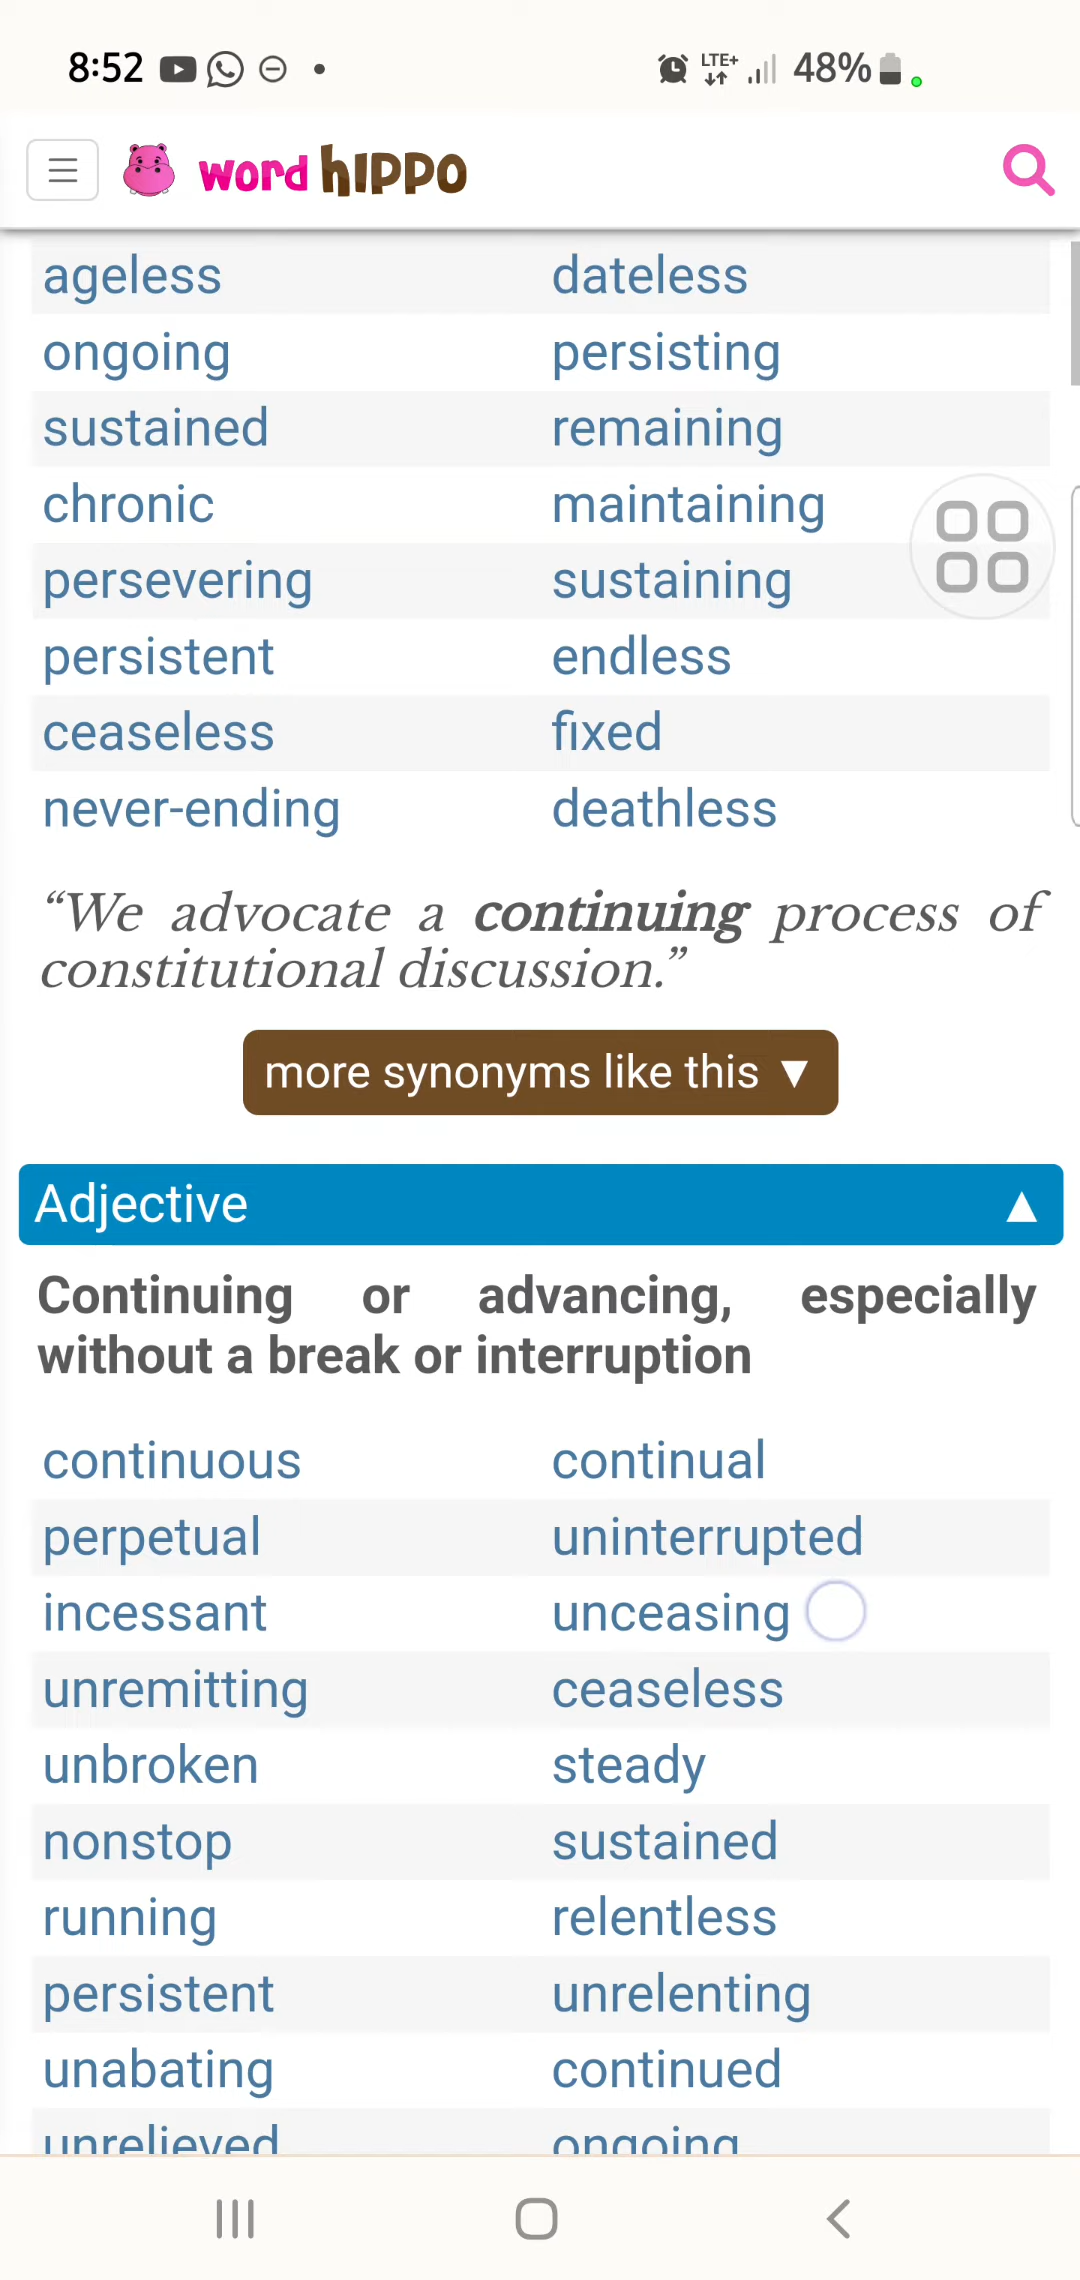 8:52 LTE+ 48%
word hippo
ageless dateless
ongoing persisting
sustained remaining
chronic maintaining
persevering sustaining
persistent endless
ceaseless fixed
never-ending deathless
“We advocate a continuing process of
constitutional discussion.”
more synonyms like this ▼
Adjective ▲
Continuing or advancing, especially
without a break or interruption
continuous continual
perpetual uninterrupted
incessant unceasing
unremitting ceaseless
unbroken steady
nonstop sustained
running relentless
persistent unrelenting
unabating continued
unrelieved ongoing